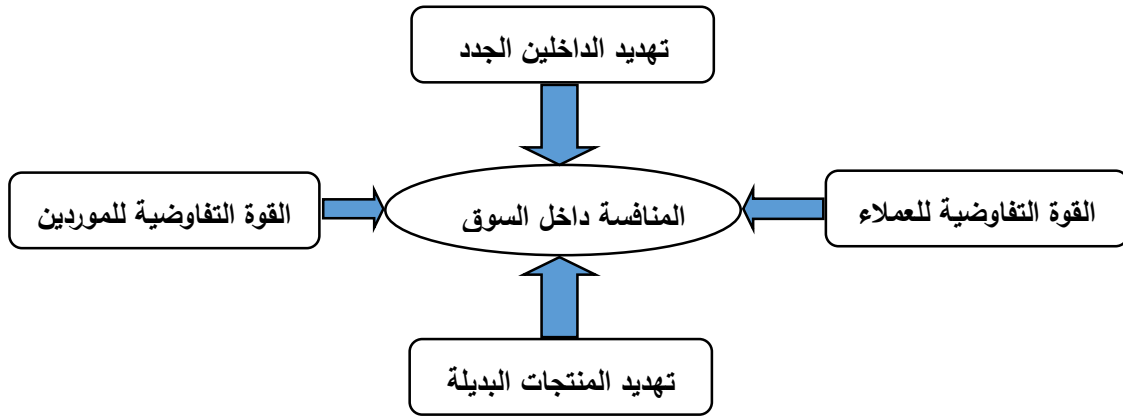 تهديد الداخلين الجدد
القوة التفاوضية للعملاء
المنافسة داخل السوق
القوة التفاوضية للموردين
تهديد المنتجات البديلة